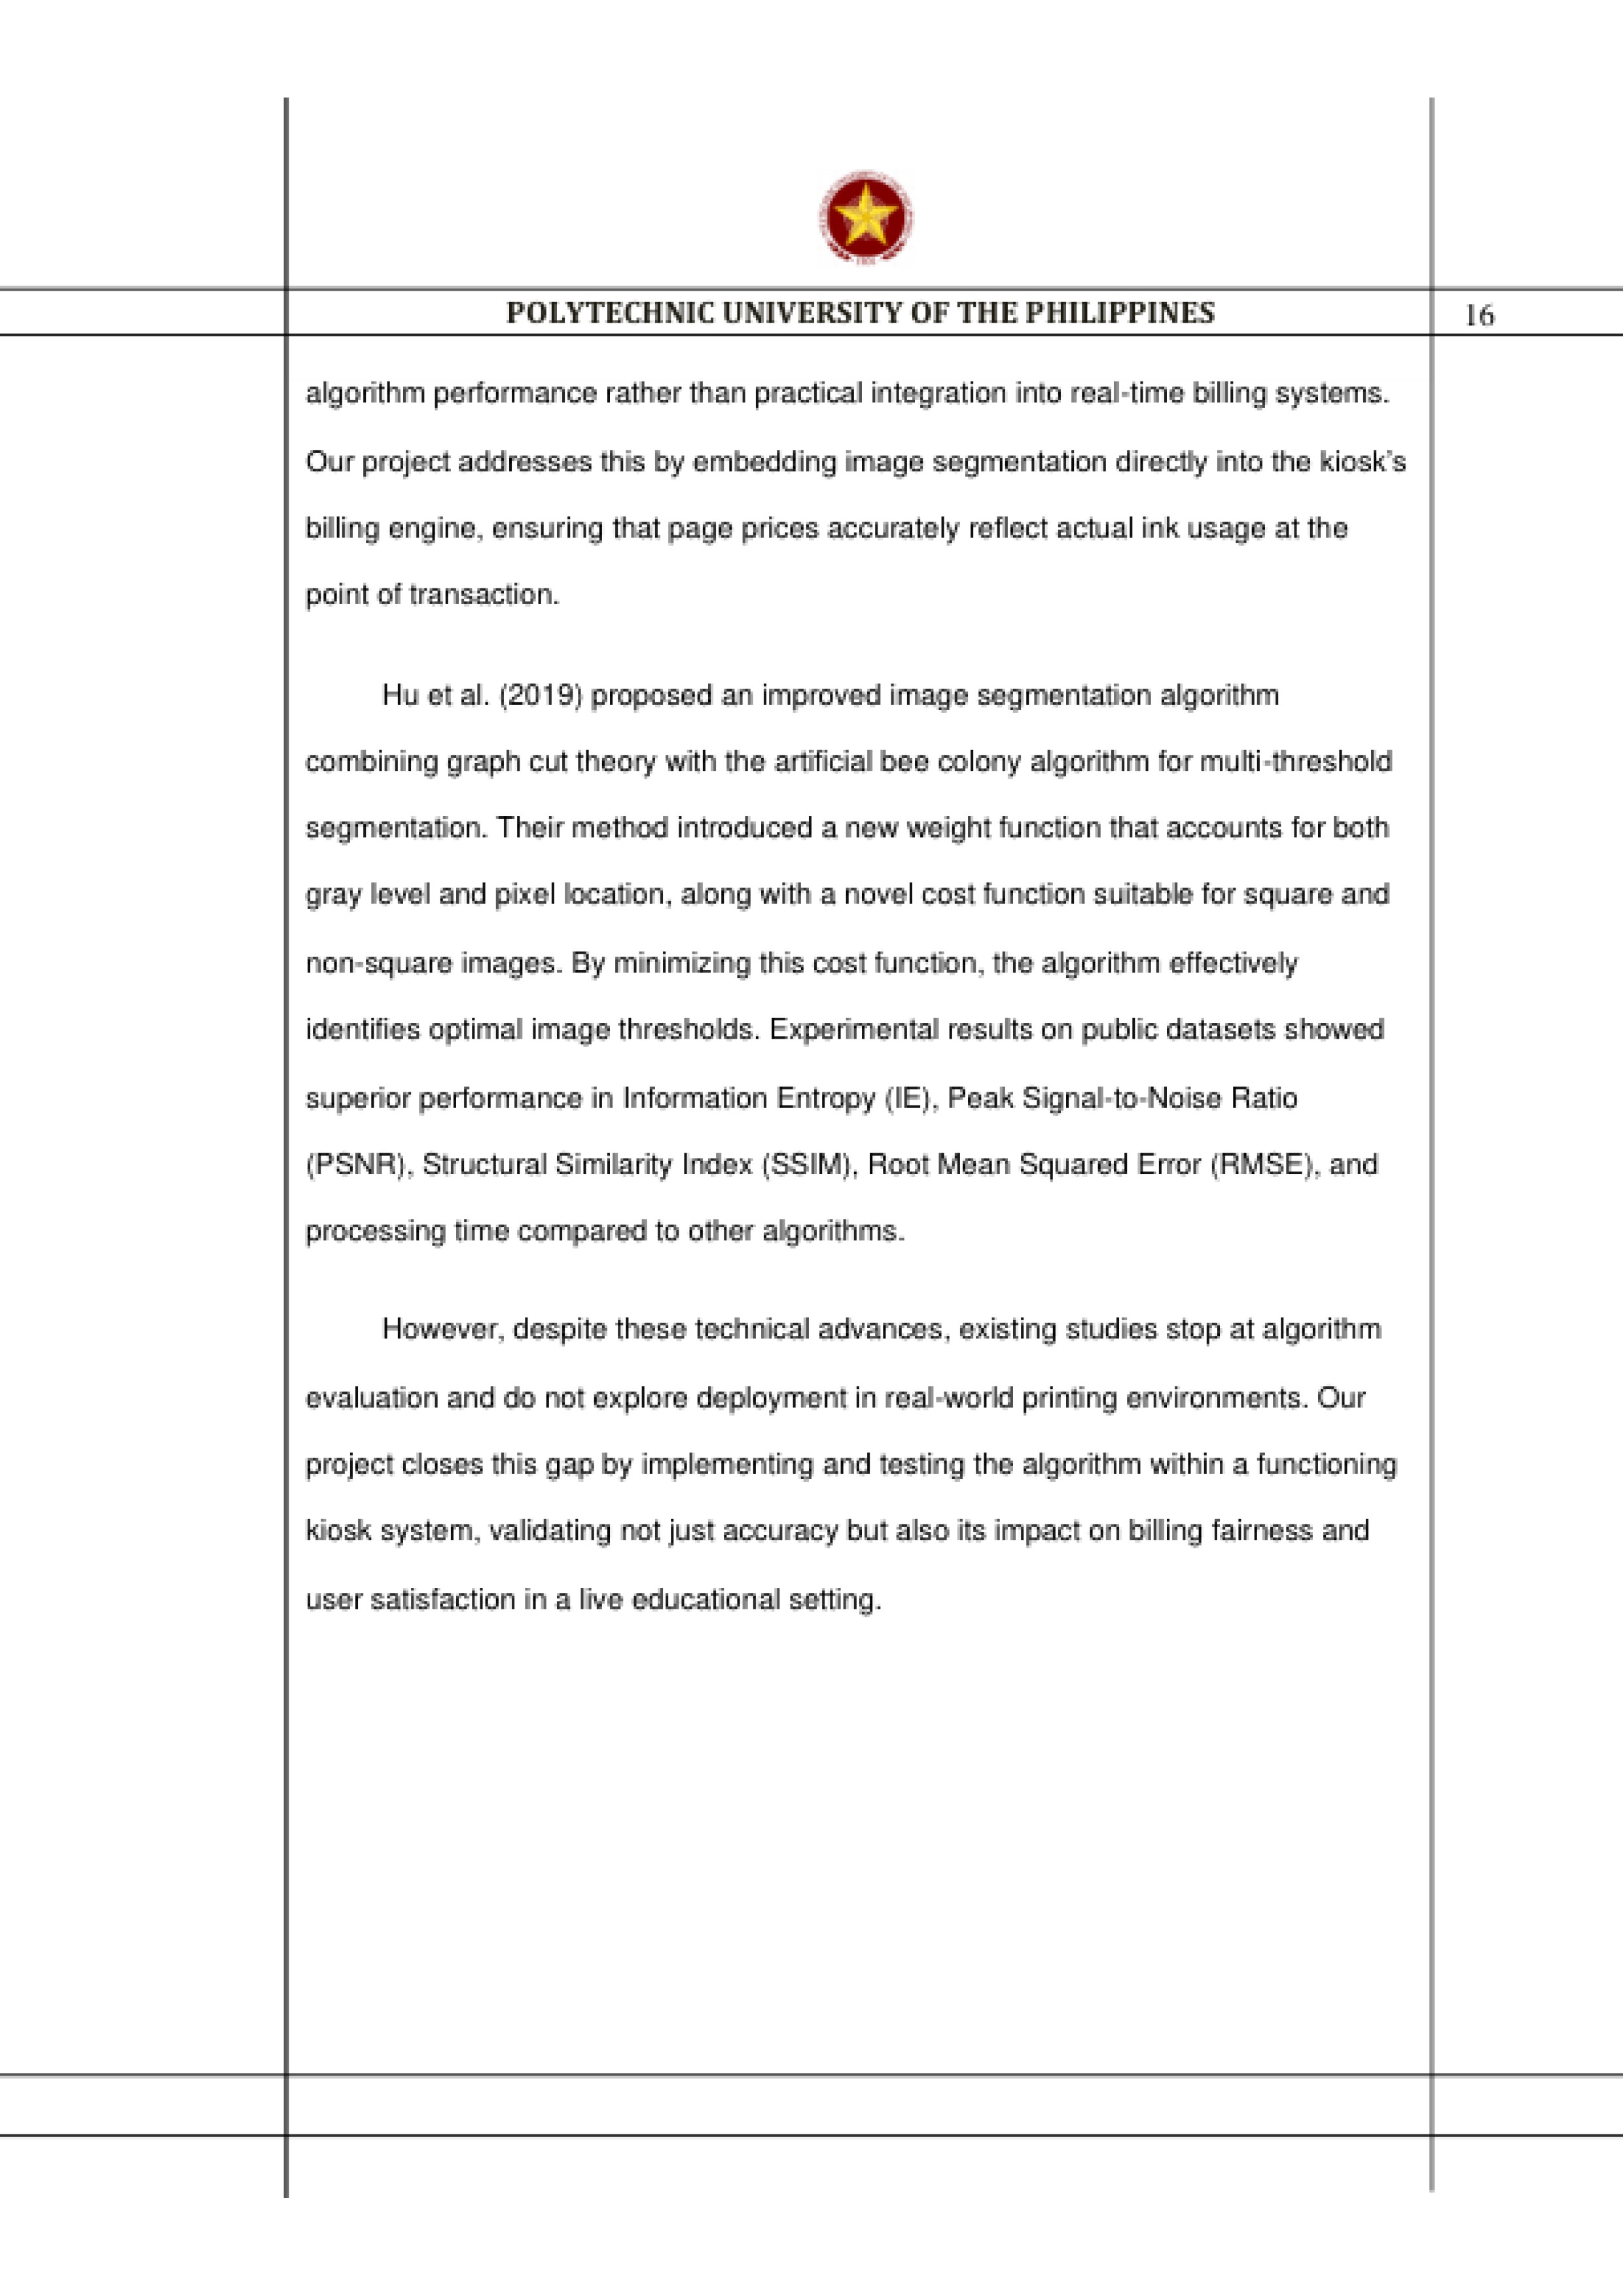 POLYTECHNIC UNIVERSITY OF THE PHILIPPINES
16
algorithm performance rather than practical integration into real-time billing systems.
Our project addresses this by embedding image segmentation directly into the kiosk’s
billing engine, ensuring that page prices accurately reflect actual ink usage at the
point of transaction.
Hu et al. (2019) proposed an improved image segmentation algorithm
combining graph cut theory with the artificial bee colony algorithm for multi-threshold
segmentation. Their method introduced a new weight function that accounts for both
gray level and pixel location, along with a novel cost function suitable for square and
non-square images. By minimizing this cost function, the algorithm effectively
identifies optimal image thresholds. Experimental results on public datasets showed
superior performance in Information Entropy (IE), Peak Signal-to-Noise Ratio
(PSNR), Structural Similarity Index (SSIM), Root Mean Squared Error (RMSE), and
processing time compared to other algorithms.
However, despite these technical advances, existing studies stop at algorithm
evaluation and do not explore deployment in real-world printing environments. Our
project closes this gap by implementing and testing the algorithm within a functioning
kiosk system, validating not just accuracy but also its impact on billing fairness and
user satisfaction in a live educational setting.